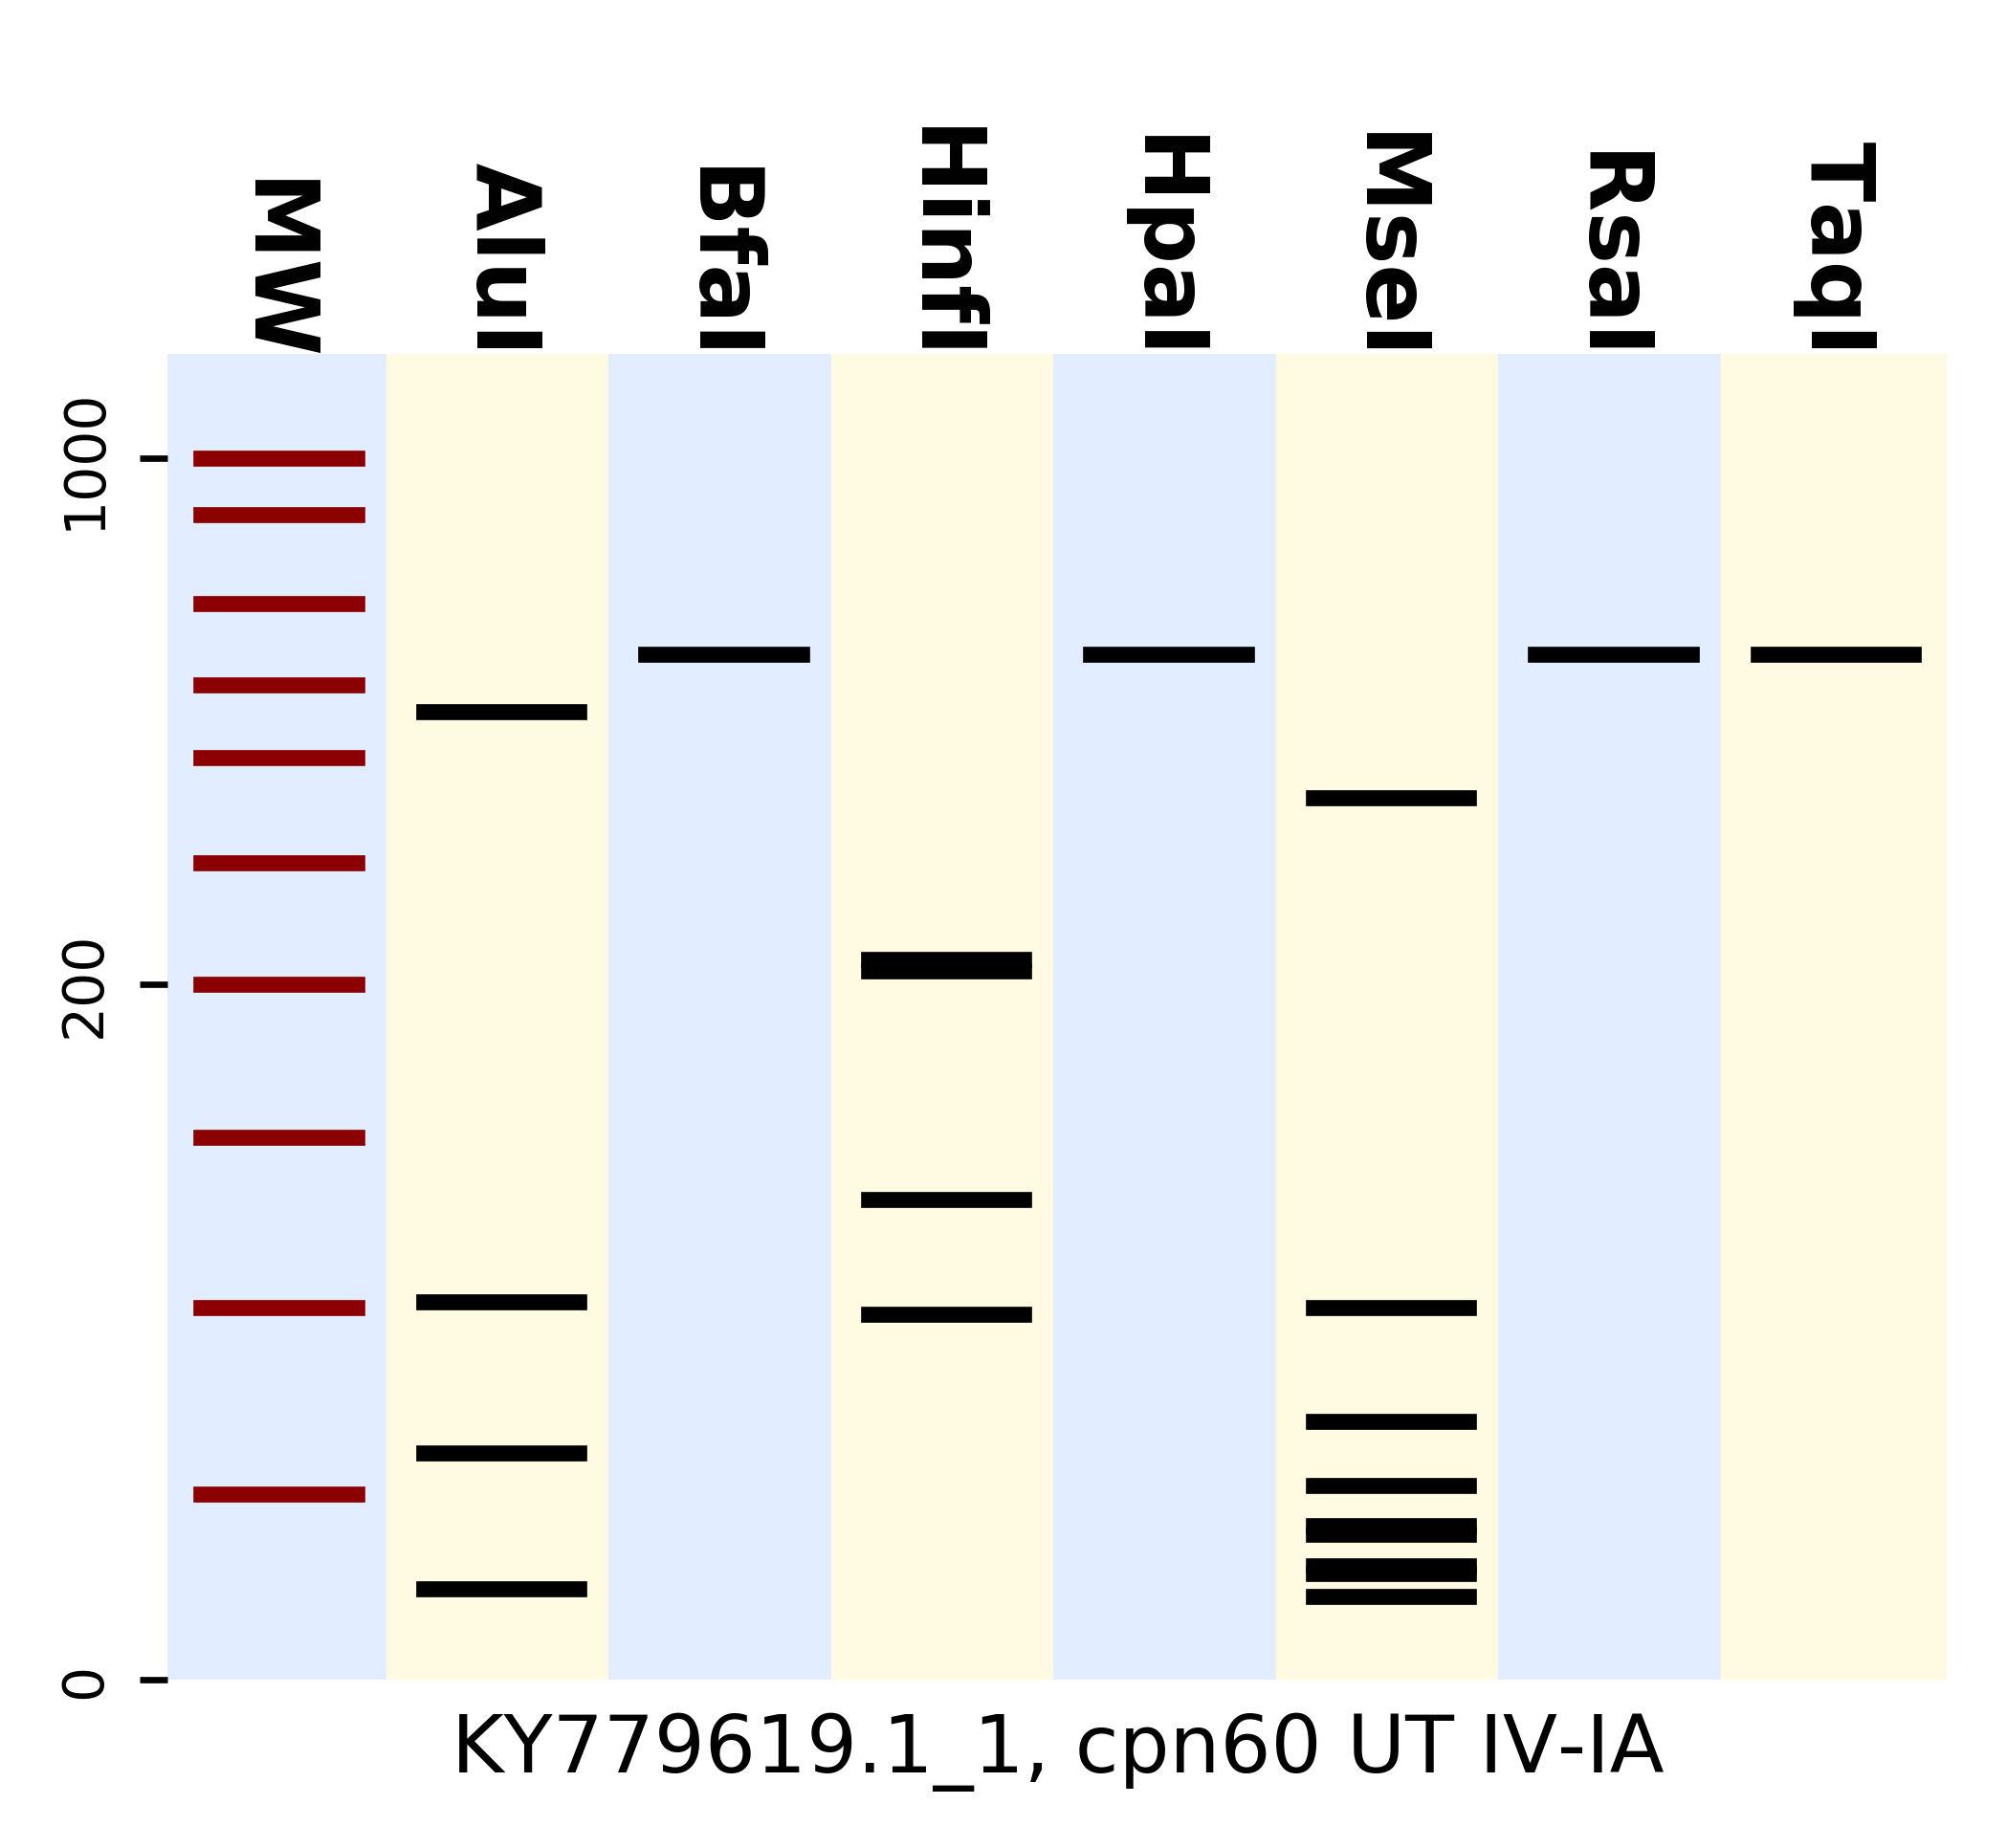 MW
AluI
BfaI
HinfI
HpaI
MseI
RsaI
TaqI
1000
200
0
KY779619.1_1, cpn60 UT IV-IA